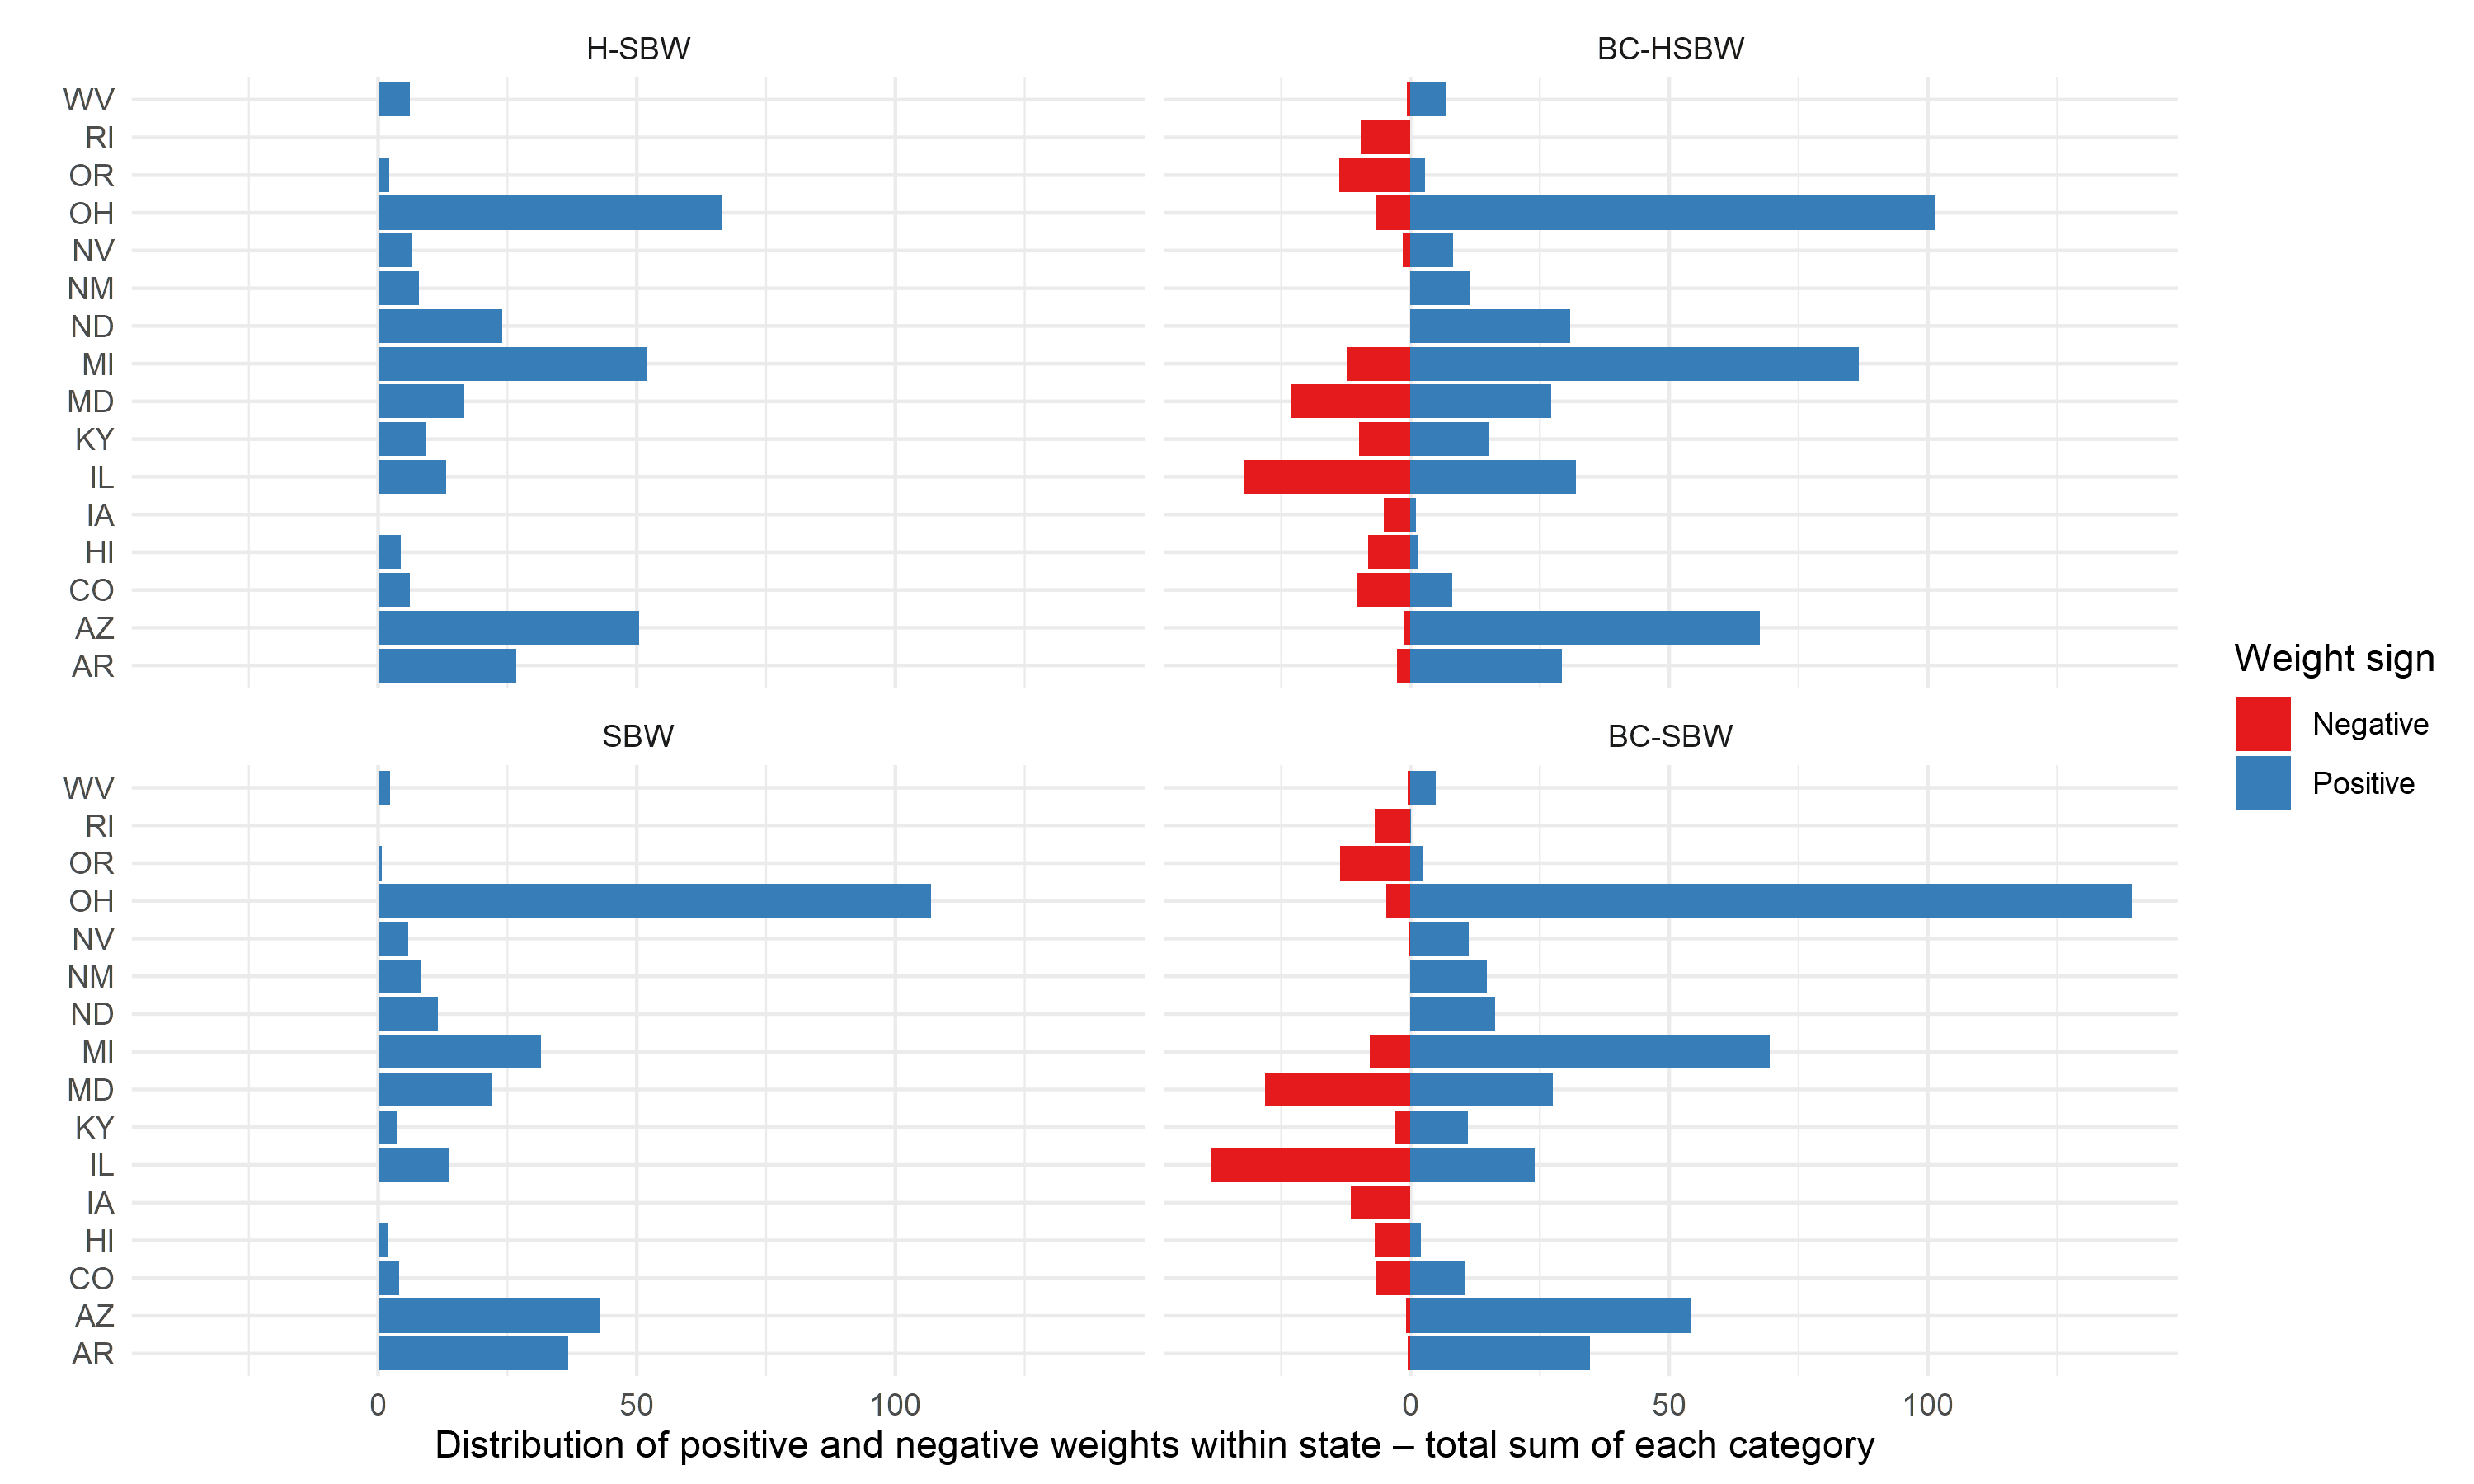 H-SBW
BC-HSBW
WV
RI
OR
OH
NV
NM
ND
MI
MD
KY
IL
IA
HI
CO
AZ
AR
SBW
BC-SBW
WV
RI
OR
OH
NV
NM
ND
MI
MD
KY
IL
IA
HI
CO
AZ
AR
0 50 100 0 50 100
Distribution of positive and negative weights within state – total sum of each category
Weight sign
Negative
Positive